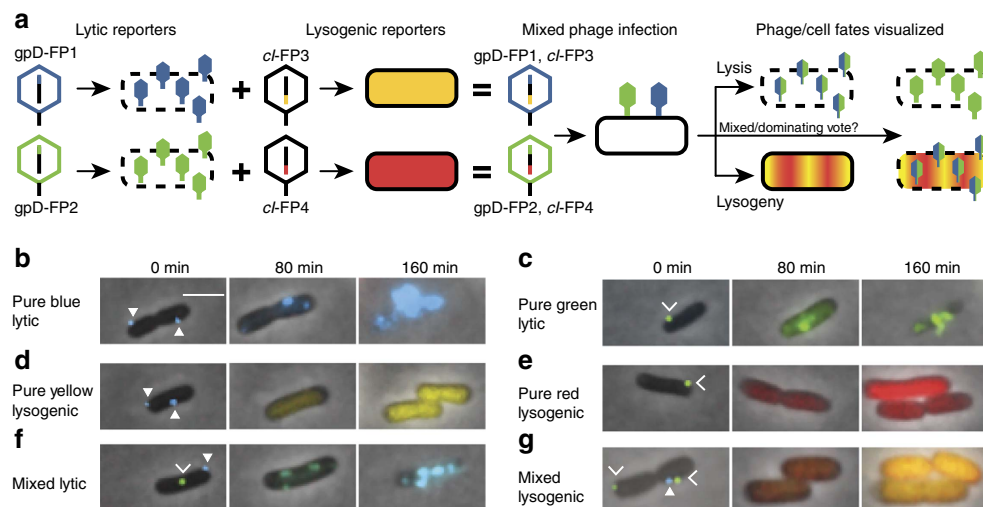 a
Lytic reporters
Lysogenic reporters
Mixed phage infection
Phage/cell fates visualized
gpD-FP1
cI-FP3
gpD-FP1, cI-FP3
Lysis
+
=
Mixed/dominating vote?
+
=
gpD-FP2
cI-FP4
gpD-FP2, cI-FP4
Lysogeny
b
0 min
80 min
160 min
Pure blue
lytic
c
0 min
80 min
160 min
Pure green
lytic
d
Pure yellow
lysogenic
e
Pure red
lysogenic
f
Mixed lytic
g
Mixed
lysogenic